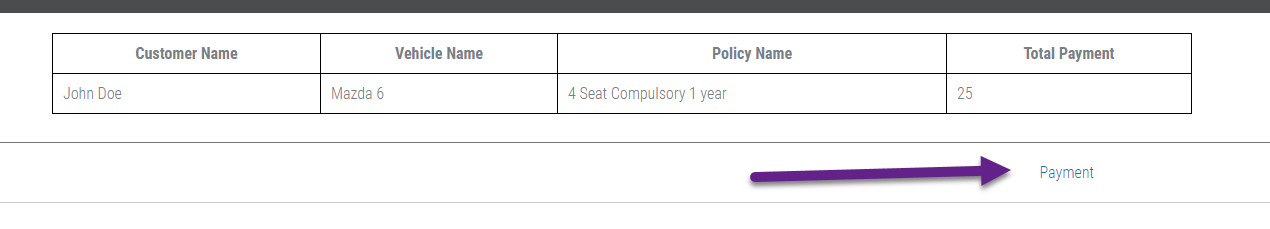 Customer Name Vehicle Name Policy Name Total Payment
John Doe Mazda 6 4 Seat Compulsory 1 year 25
Payment